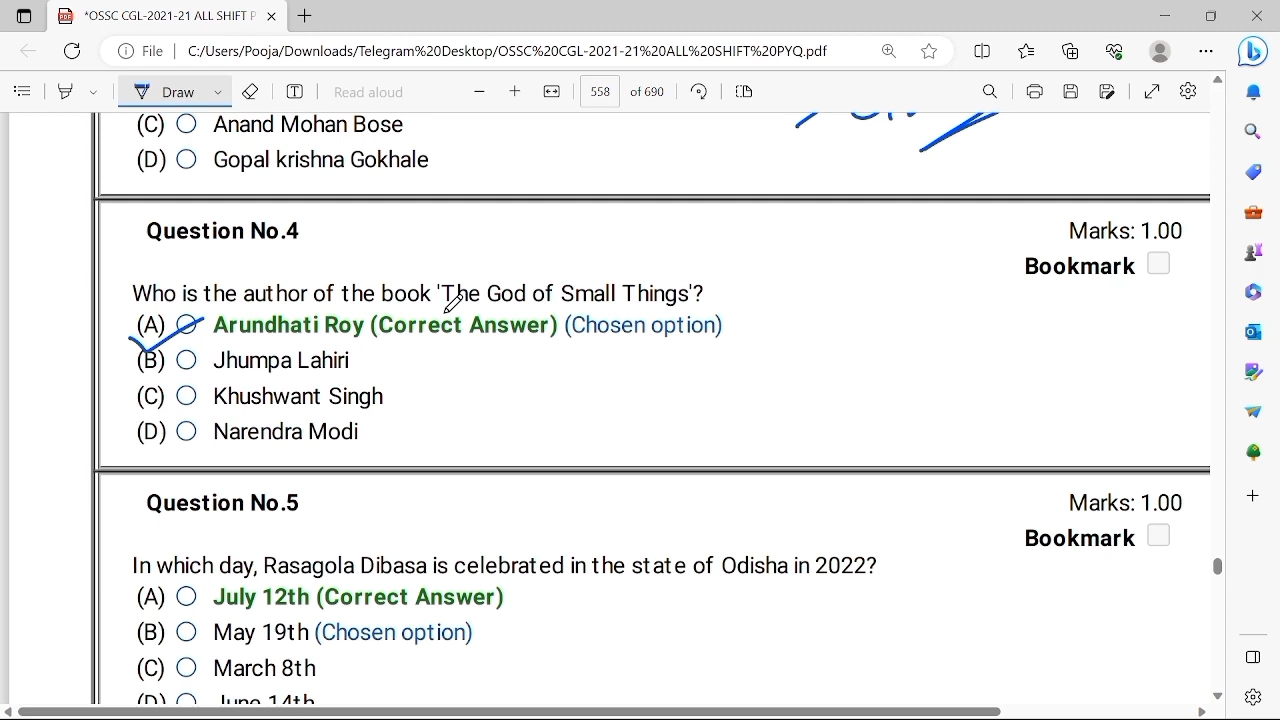 *OSSC CGL-2021-21 ALL SHIFT P
File
C:/Users/Pooja/Downloads/Telegram%20Desktop/OSSC%20CGL-2021-21%20ALL%20SHIFT%20PYQ.pdf
Draw
Read aloud
558
of 690
(C) Anand Mohan Bose
(D) Gopal krishna Gokhale
Question No.4
Marks: 1.00
Bookmark
Who is the author of the book 'The God of Small Things'?
(A) Arundhati Roy (Correct Answer) (Chosen option)
(B) Jhumpa Lahiri
(C) Khushwant Singh
(D) Narendra Modi
Question No.5
Marks: 1.00
Bookmark
In which day, Rasagola Dibasa is celebrated in the state of Odisha in 2022?
(A) July 12th (Correct Answer)
(B) May 19th (Chosen option)
(C) March 8th
(D) June 14th